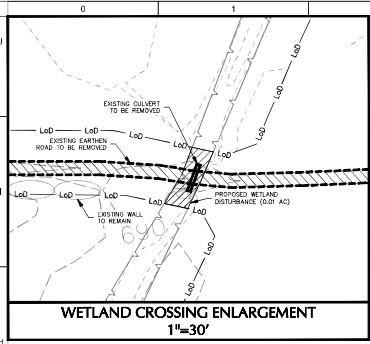 0 1
EXISTING CULVERT
TO BE REMOVED
LoD
LoD LoD LoD
EXISTING EARTHEN
ROAD TO BE REMOVED
LoD
LoD
LoD LoD LoD
PROPOSED WETLAND
DISTURBANCE (0.01 AC)
EXISTING WALL
TO REMAIN
LoD
690
LoD
WETLAND CROSSING ENLARGEMENT
1"=30'